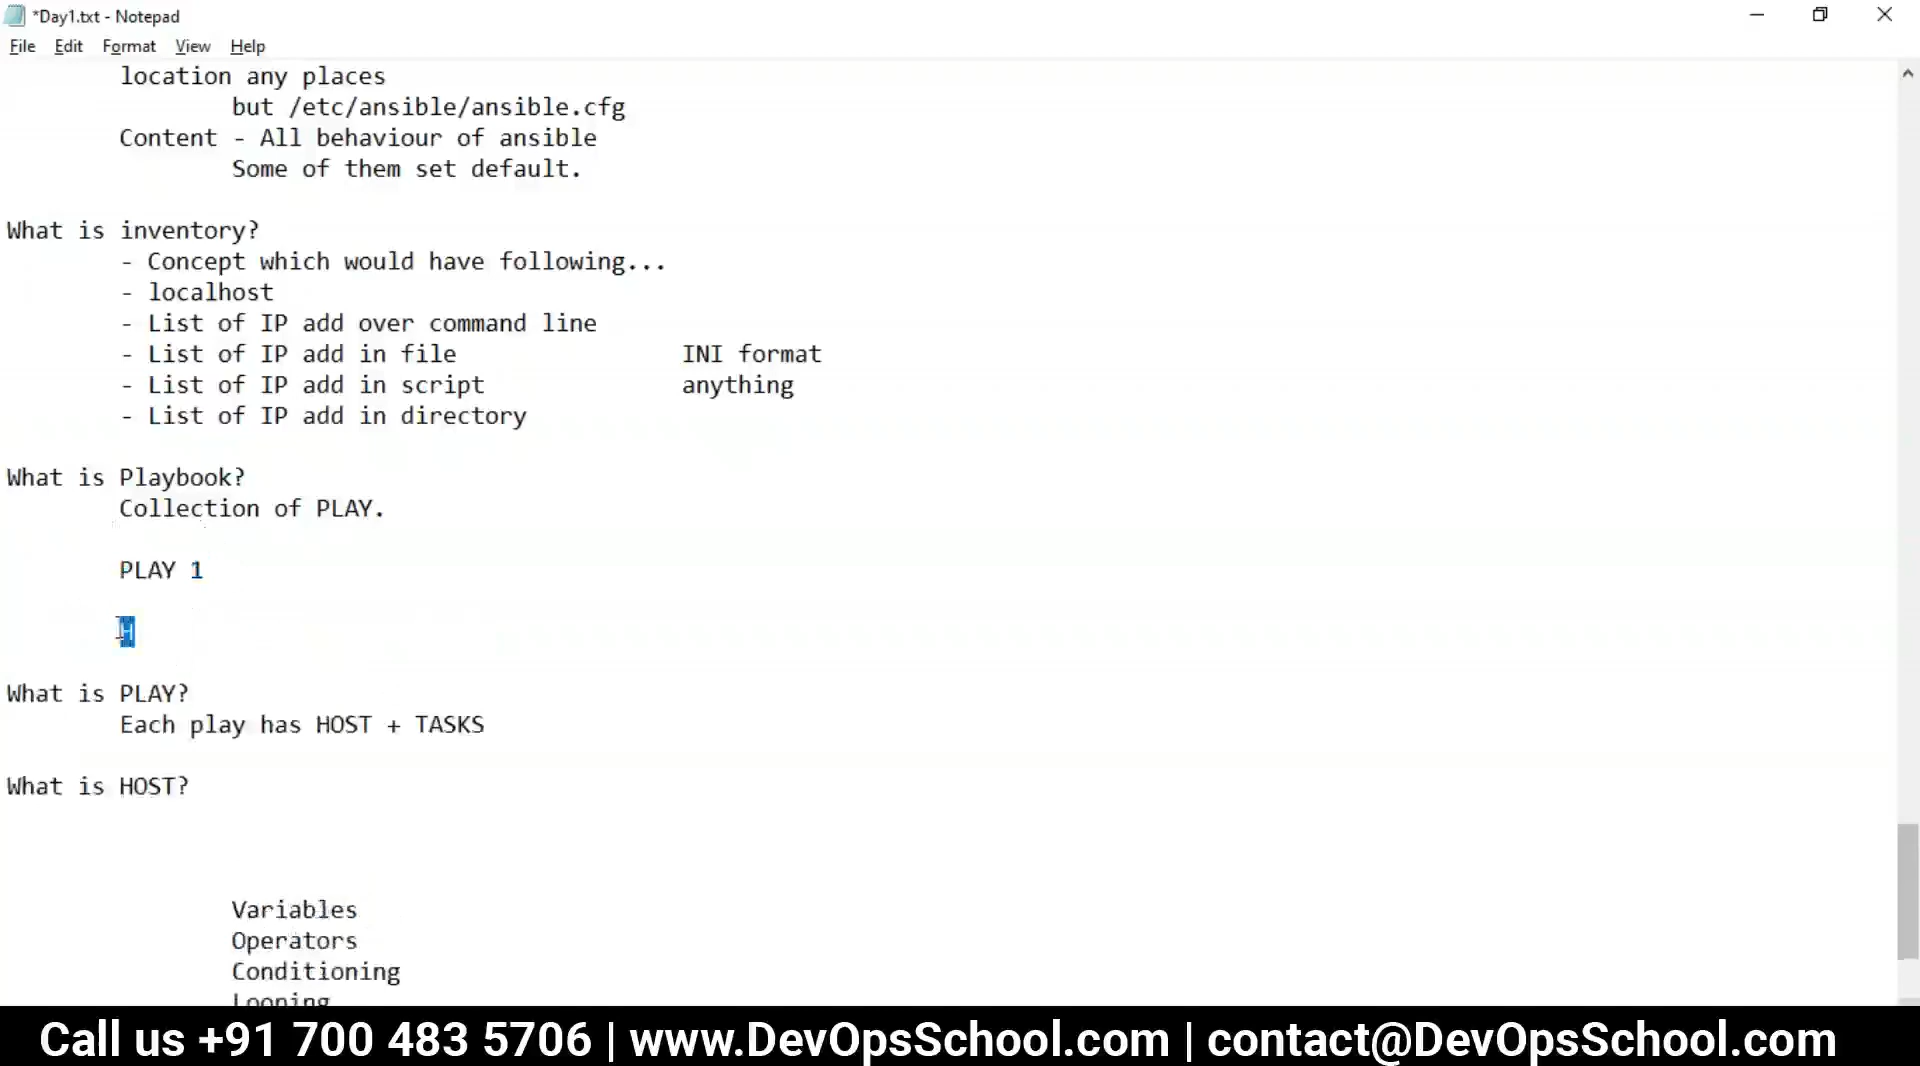 *Day1.txt - Notepad
File Edit Format View Help
location any places
but /etc/ansible/ansible.cfg
Content - All behaviour of ansible
Some of them set default.
What is inventory?
- Concept which would have following...
- localhost
- List of IP add over command line
- List of IP add in file INI format
- List of IP add in script anything
- List of IP add in directory
What is Playbook?
Collection of PLAY.
PLAY 1
H
What is PLAY?
Each play has HOST + TASKS
What is HOST?
Variables
Operators
Conditioning
Looping
Call us +91 700 483 5706 | www.DevOpsSchool.com | contact@DevOpsSchool.com